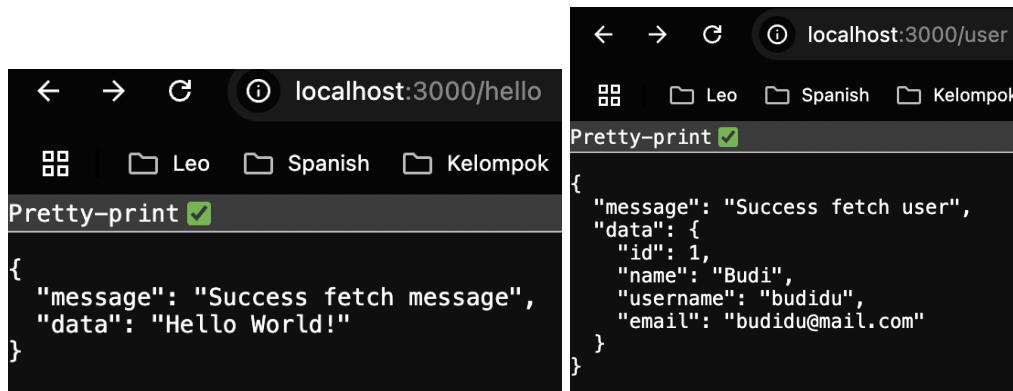 localhost:3000/hello
Leo Spanish Kelompok
Pretty-print
{
  "message": "Success fetch message",
  "data": "Hello World!"
}
localhost:3000/user
Leo Spanish Kelompok
Pretty-print
{
  "message": "Success fetch user",
  "data": {
    "id": 1,
    "name": "Budi",
    "username": "budidu",
    "email": "budidu@mail.com"
  }
}